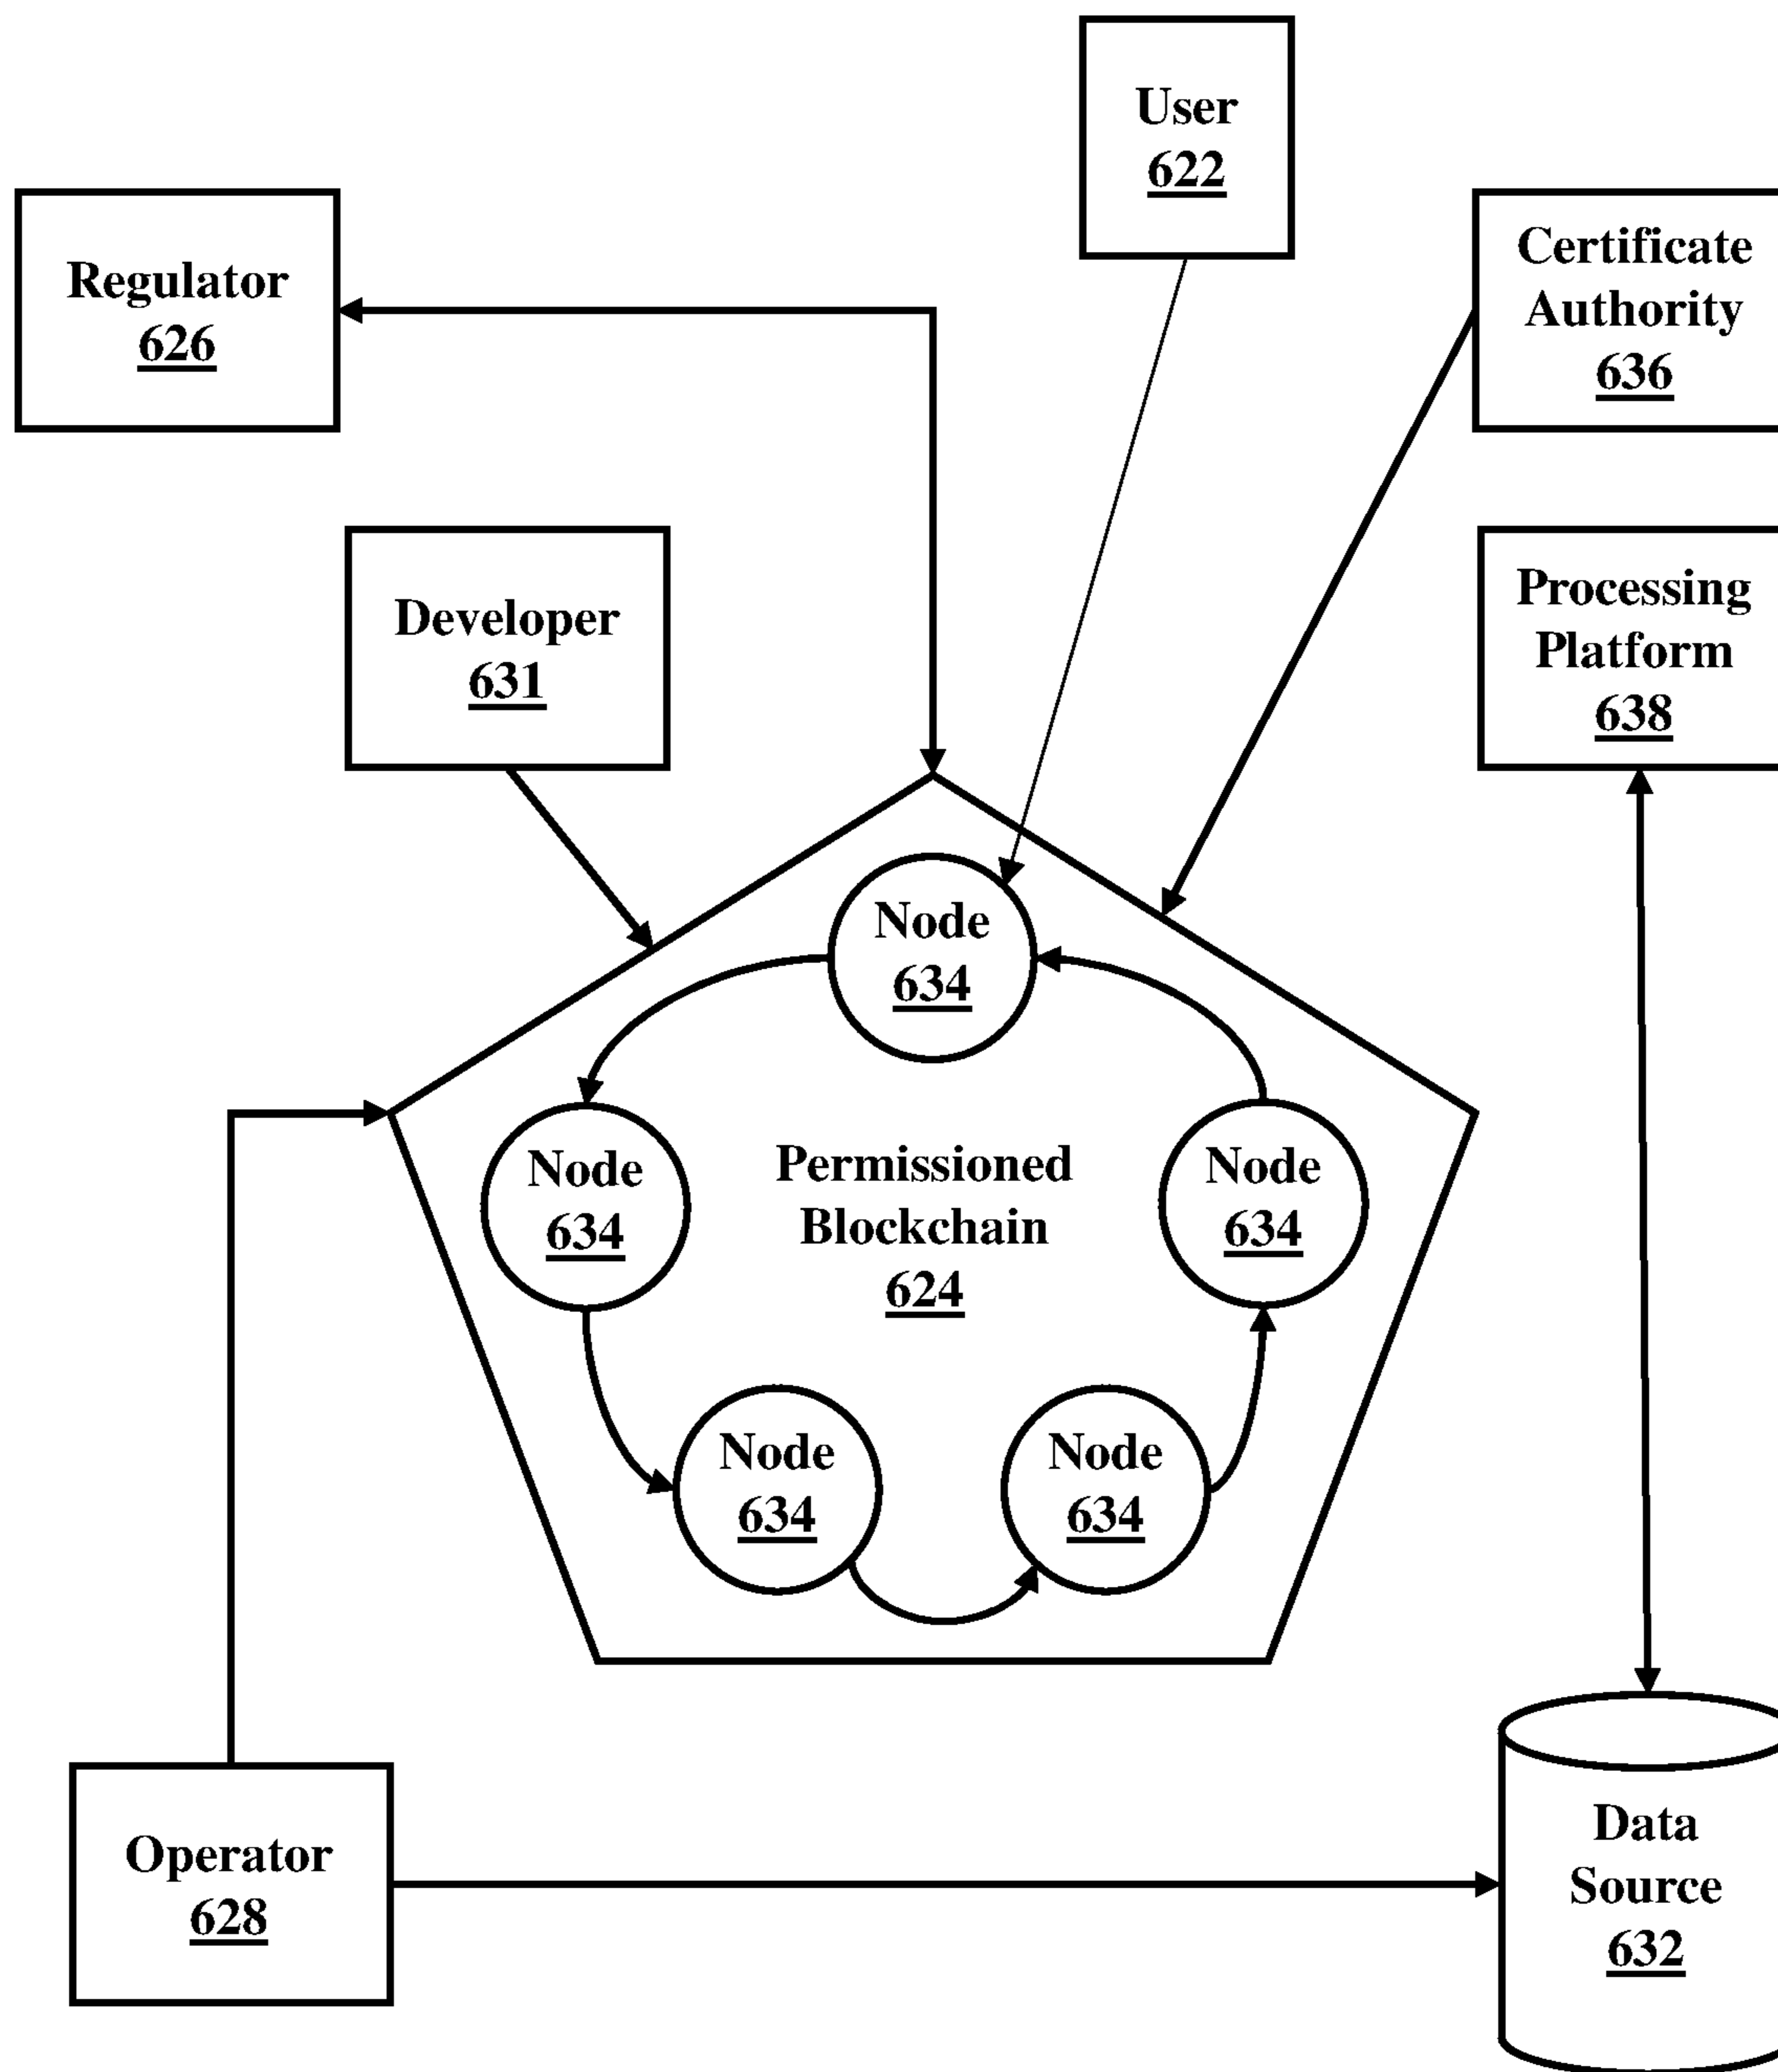 User
622
Regulator
626
Certificate
Authority
636
Developer
631
Processing
Platform
638
Node
634
Node
634
Permissioned
Blockchain
624
Node
634
Node
634
Node
634
Operator
628
Data
Source
632